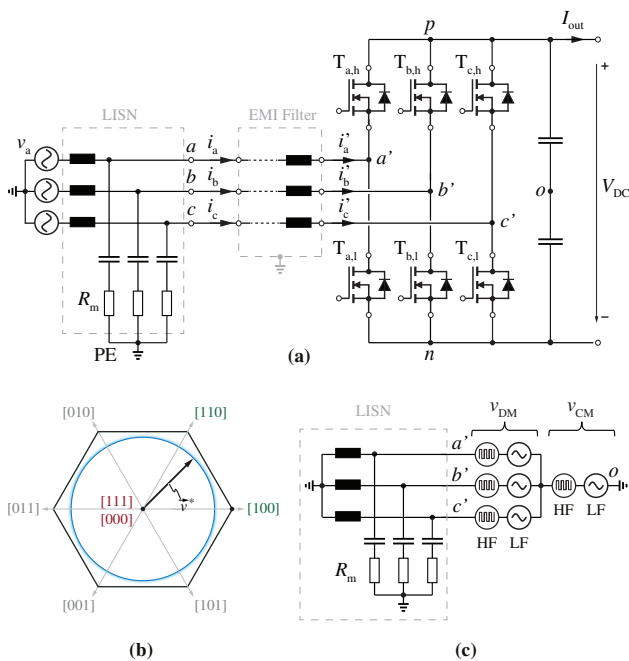 p
I_out
T_a,h
T_b,h
T_c,h
LISN
EMI Filter
v_a
a
i_a
i'_a
a'
b
i_b
i'_b
b'
o
V_DC
c
i_c
i'_c
c'
+
T_a,l
T_b,l
T_c,l
R_m
−
PE
n
(a)
[010]
[110]
[011]
[111]
[000]
v*
[100]
[001]
[101]
(b)
LISN
v_DM
v_CM
a'
b'
c'
o
HF
LF
HF
LF
R_m
(c)